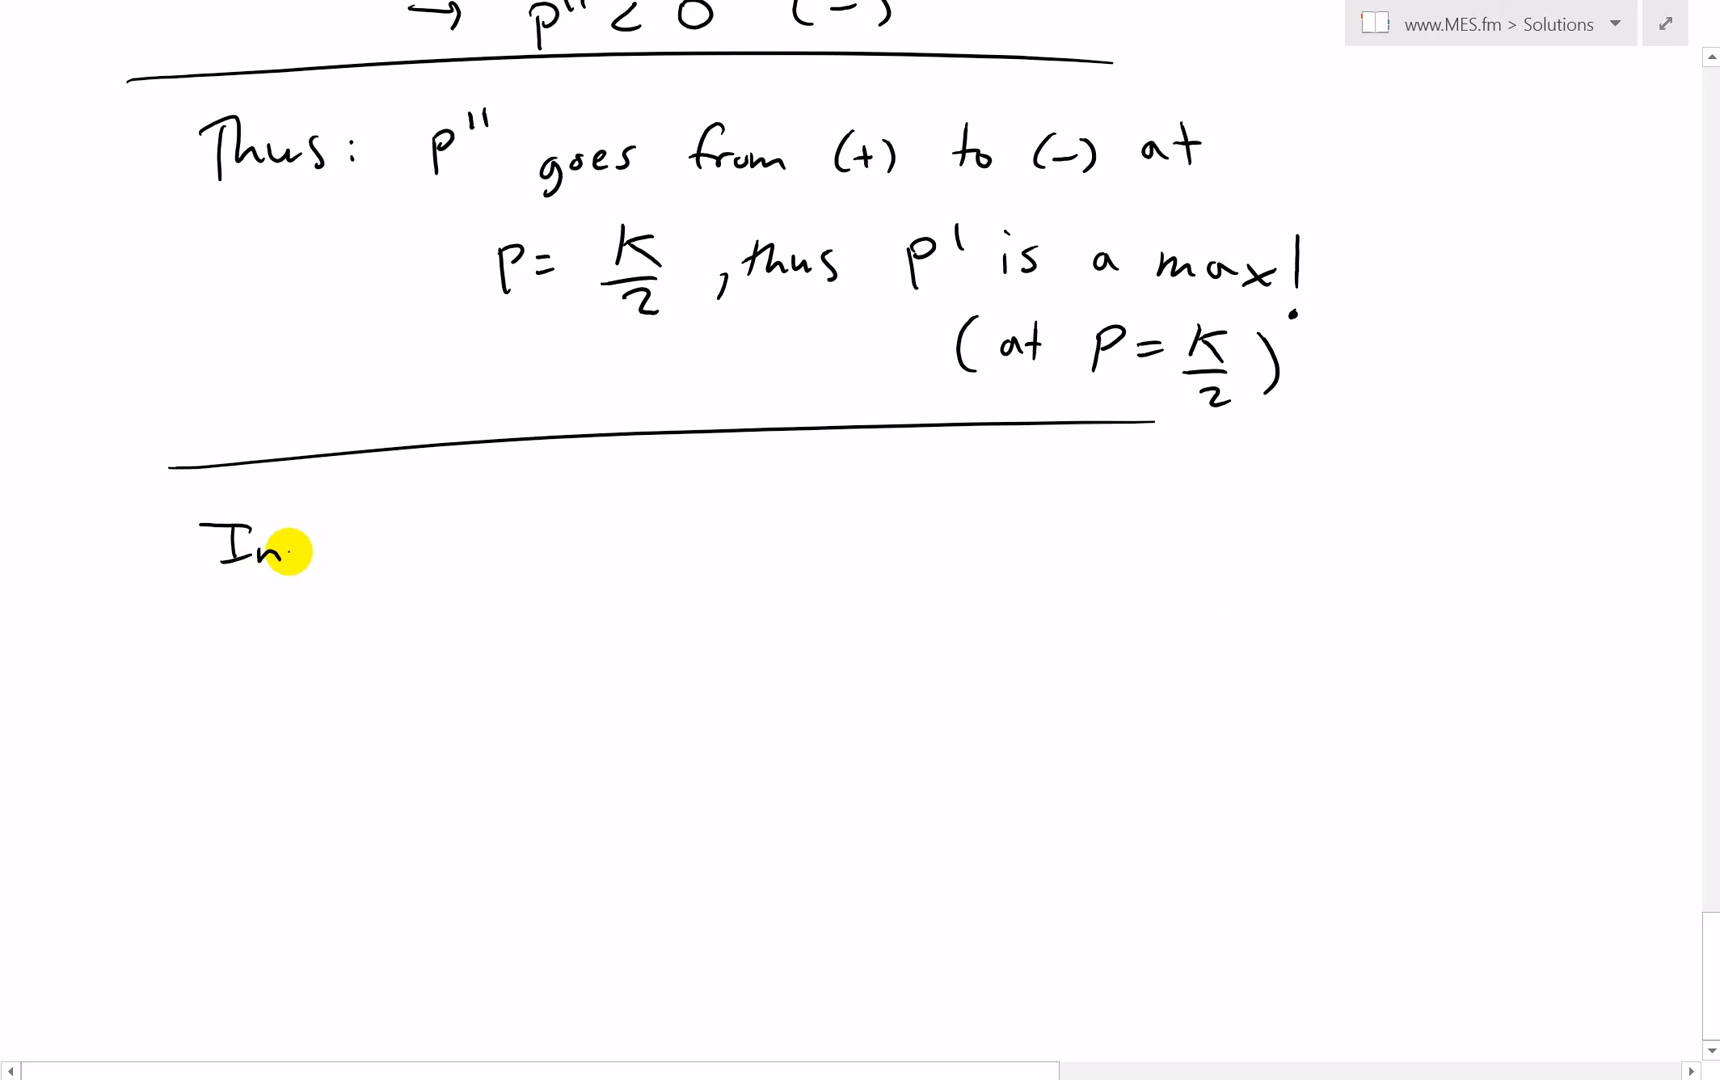 → P'' < 0 (-)
www.MES.fm > Solutions
Thus: P'' goes from (+) to (-) at
P = K/2, thus P' is a max!
(at P = K/2)
In